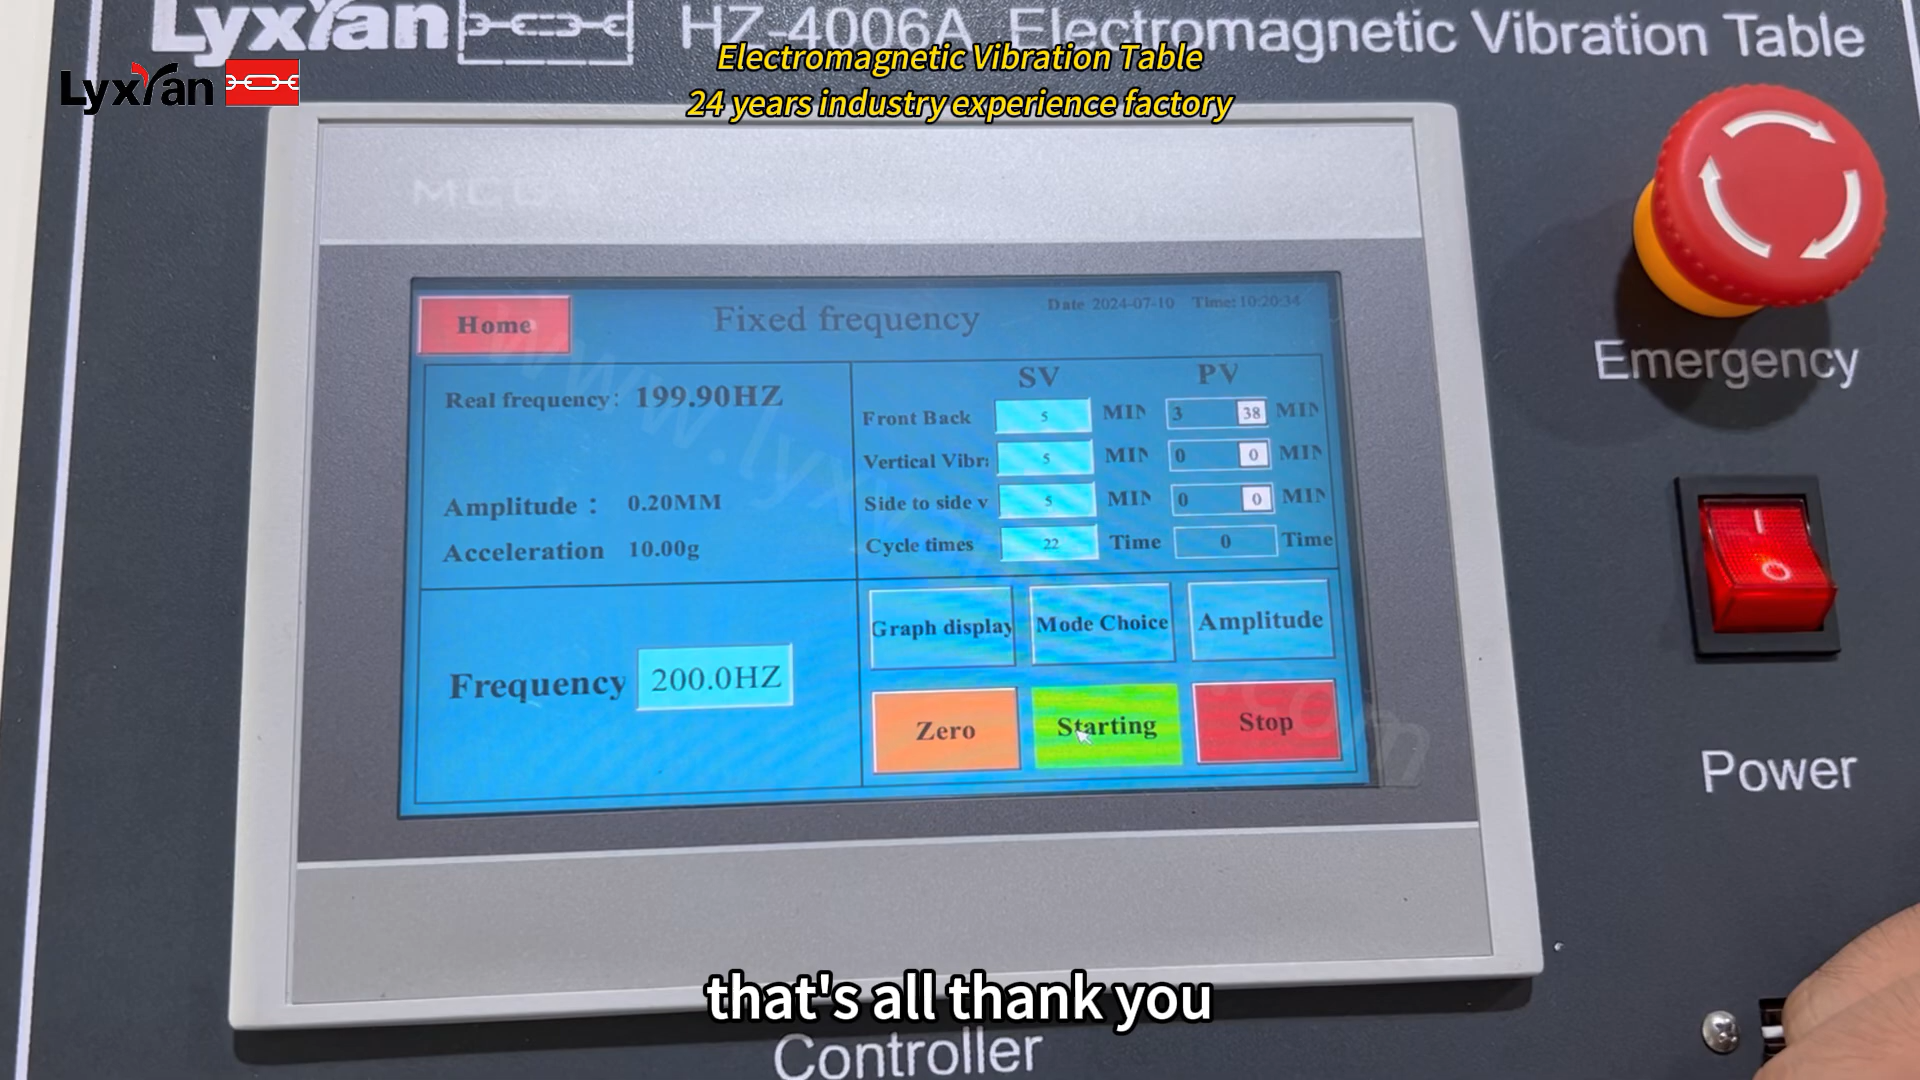 Lyxyan HZ-4006A Electromagnetic Vibration Table
Lyxyan
Electromagnetic Vibration Table
24 years industry experience factory
Home
Fixed frequency
Date 2024-07-10 Time:10:20:34
Real frequency: 199.90HZ
Amplitude : 0.20MM
Acceleration 10.00g
Frequency 200.0HZ
SV PV
Front Back 5 MIN 3 38 MIN
Vertical Vibr: 5 MIN 0 0 MIN
Side to side v 5 MIN 0 0 MIN
Cycle times 22 Time 0 Time
Graph display Mode Choice Amplitude
Zero Starting Stop
Emergency
Power
that's all thank you
Controller